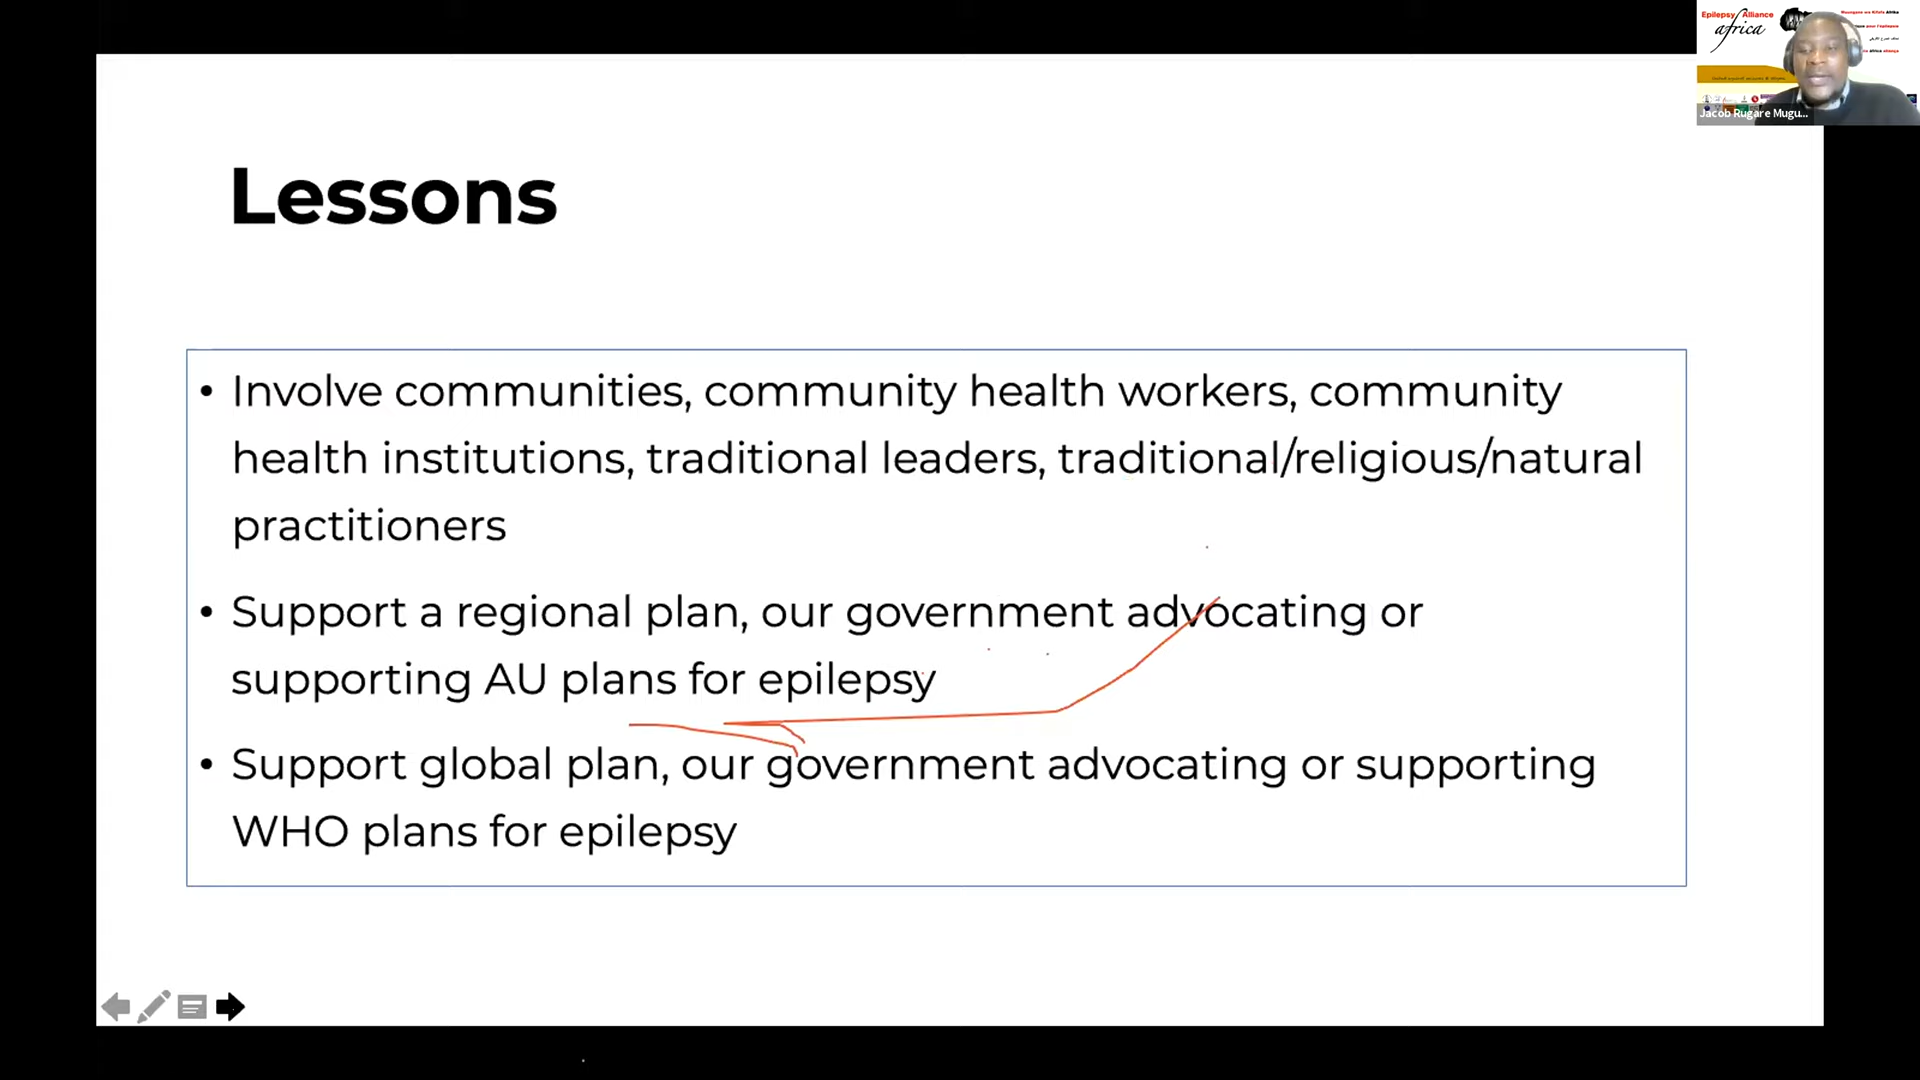 Lessons
• Involve communities, community health workers, community
health institutions, traditional leaders, traditional/religious/natural
practitioners
• Support a regional plan, our government advocating or
supporting AU plans for epilepsy
• Support global plan, our government advocating or supporting
WHO plans for epilepsy
Epilepsy Alliance
africa
Jacob Rugare Mugu...